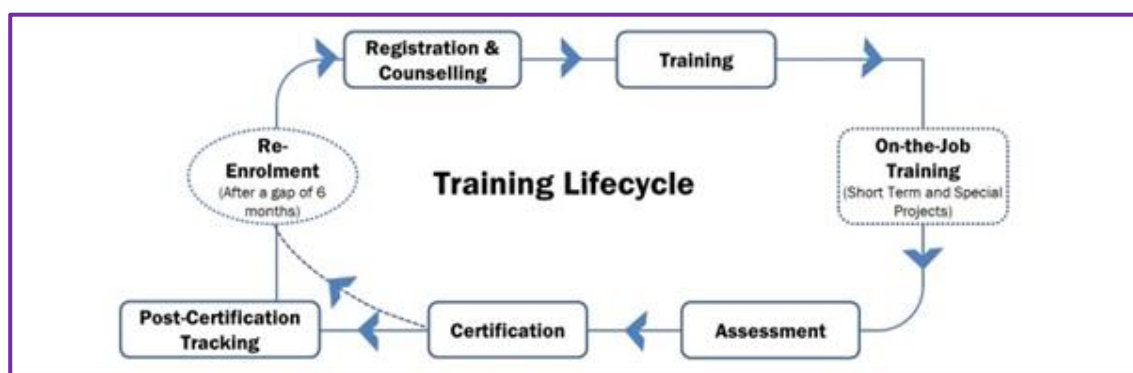 Registration &
Counselling
Training
Re-
Enrolment
(After a gap of 6
months)
Training Lifecycle
On-the-Job
Training
(Short Term and Special
Projects)
Post-Certification
Tracking
Certification
Assessment